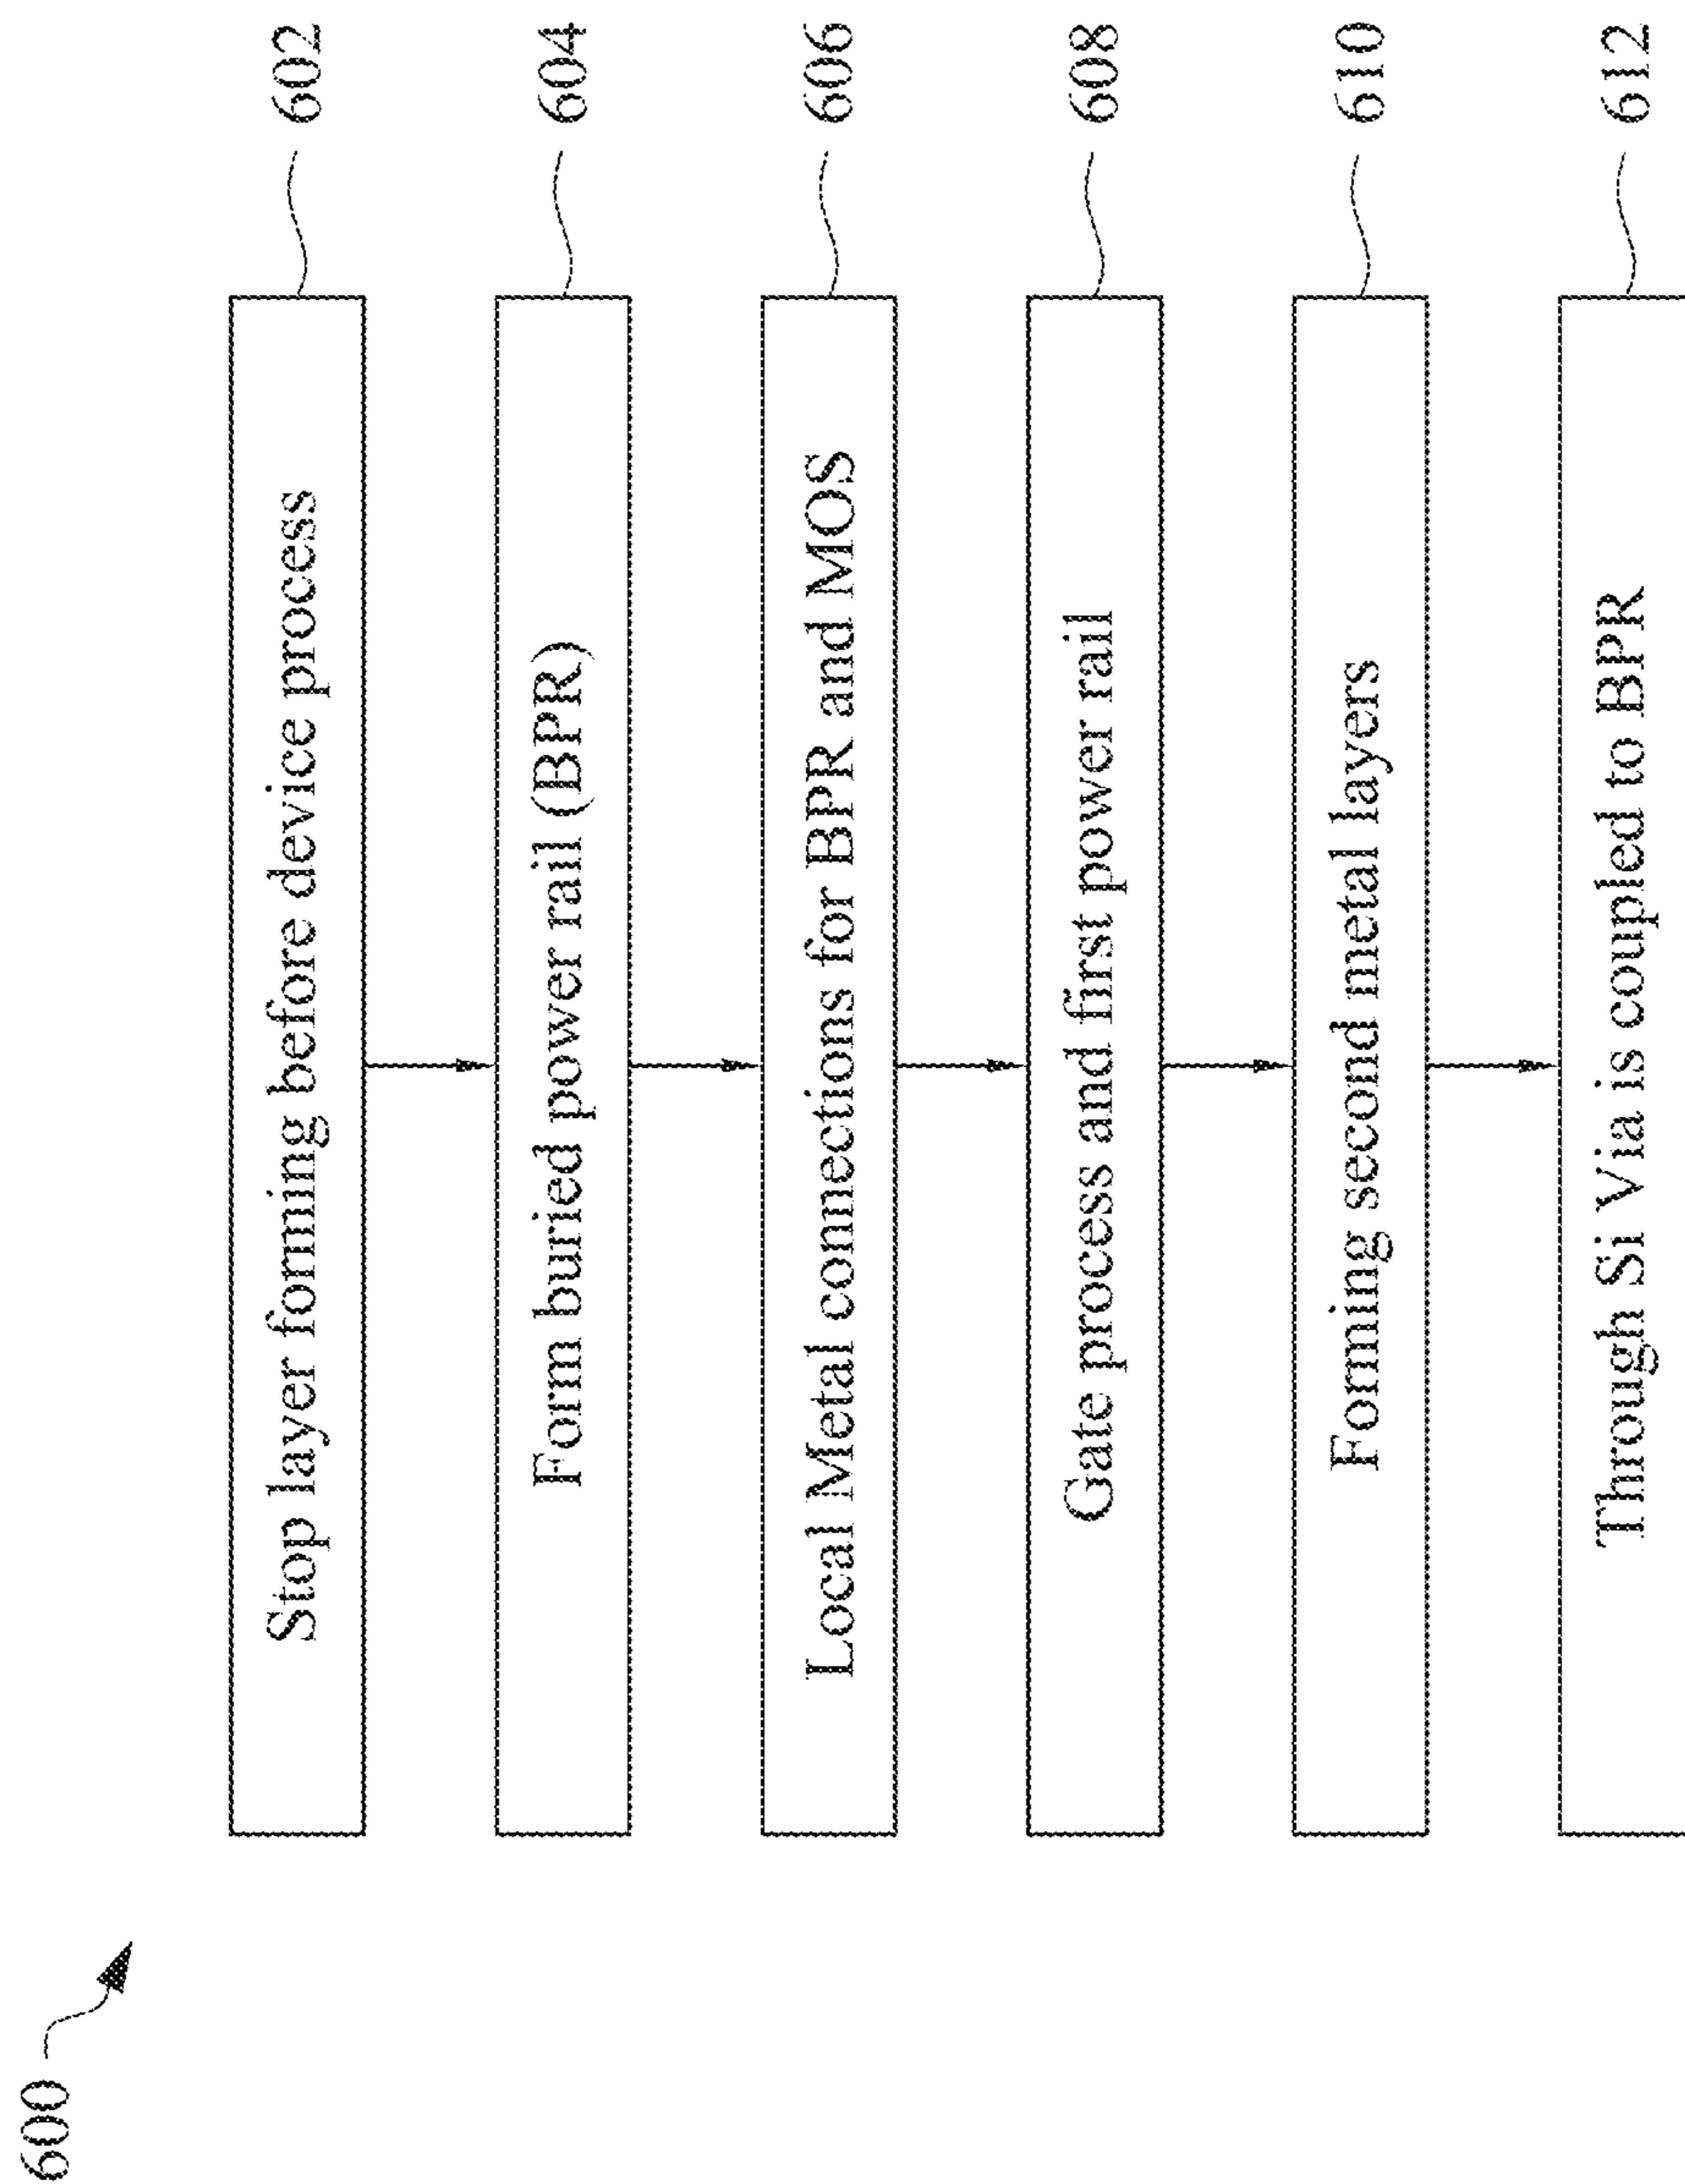 600
Stop layer forming before device process
602
Form buried power rail (BPR)
604
Local Metal connections for BPR and MOS
606
Gate process and first power rail
608
Forming second metal layers
610
Through Si Via is coupled to BPR
612